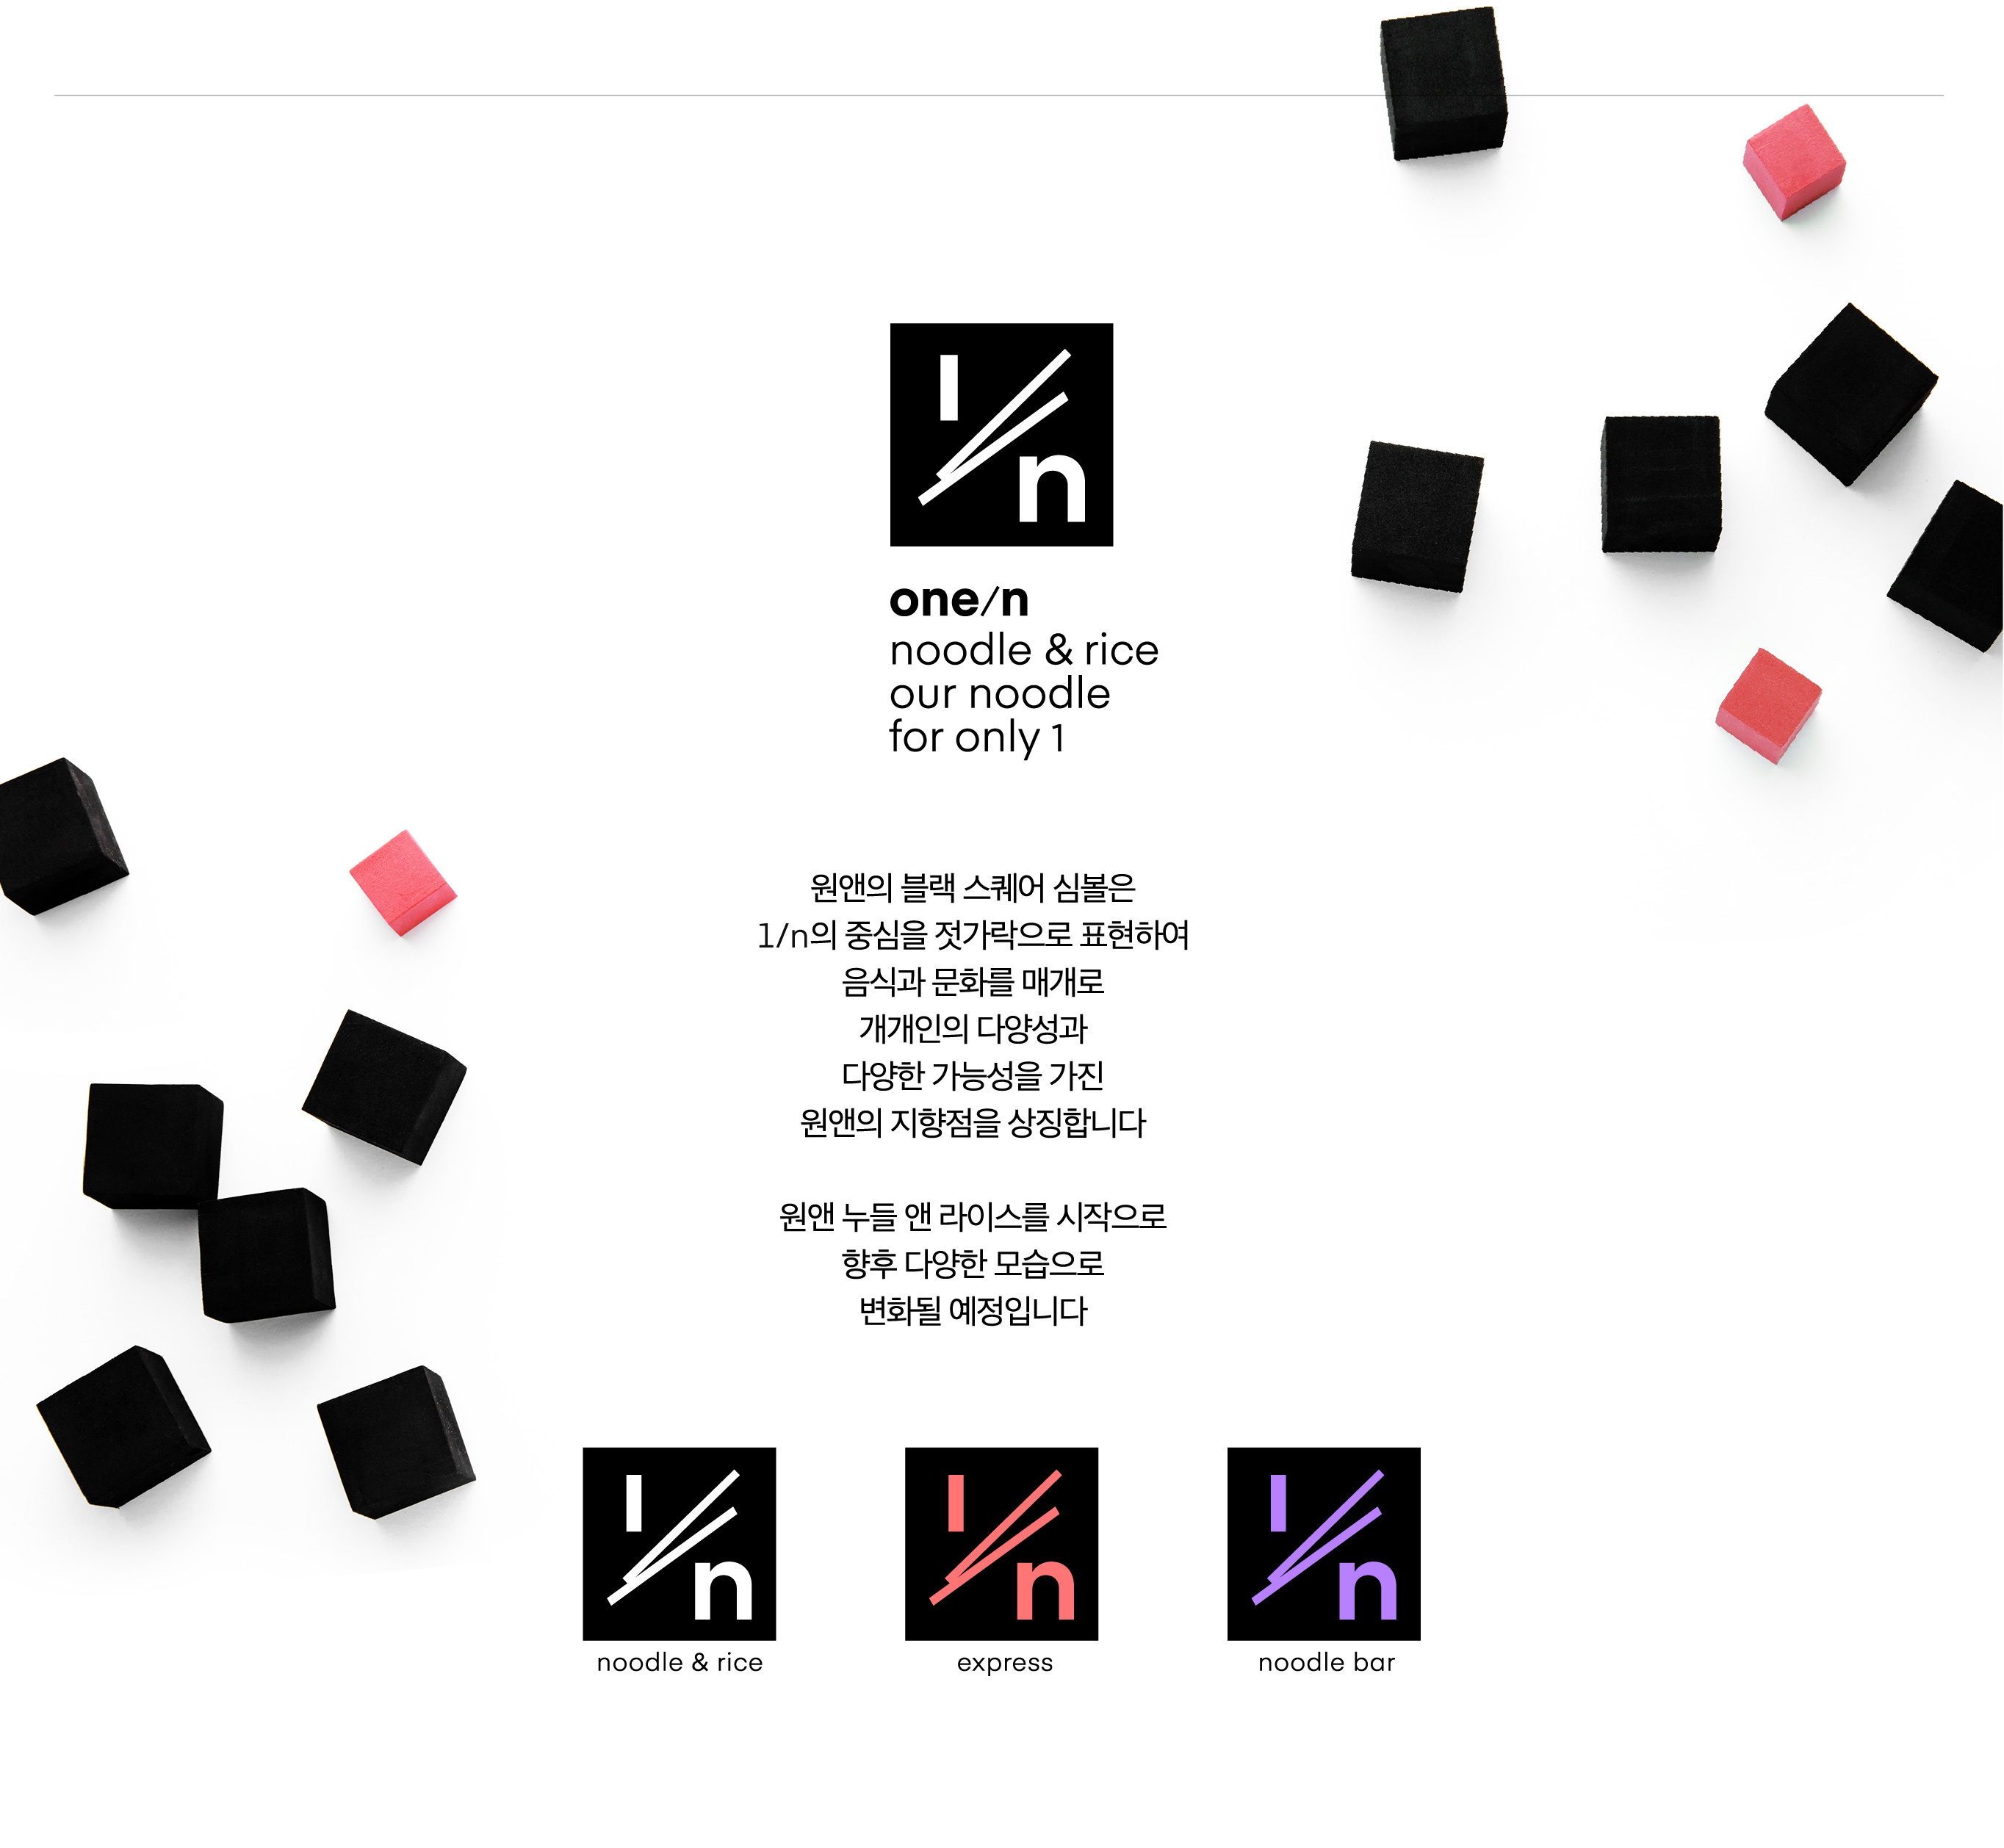 1/n
one/n
noodle & rice
our noodle
for only 1
원앤의 블랙 스퀘어 심볼은
1/n의 중심을 젓가락으로 표현하여
음식과 문화를 매개로
개개인의 다양성과
다양한 가능성을 가진
원앤의 지향점을 상징합니다
원앤 누들 앤 라이스를 시작으로
향후 다양한 모습으로
변화될 예정입니다
1/n
noodle & rice
1/n
express
1/n
noodle bar